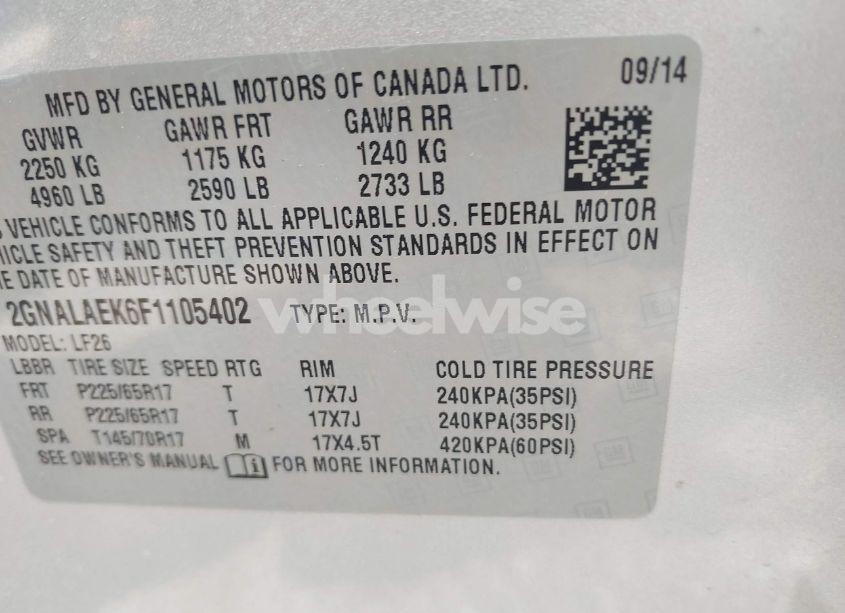 MFD BY GENERAL MOTORS OF CANADA LTD. 09/14
GVWR GAWR FRT GAWR RR
2250 KG 1175 KG 1240 KG
4960 LB 2590 LB 2733 LB
S VEHICLE CONFORMS TO ALL APPLICABLE U.S. FEDERAL MOTOR
HICLE SAFETY AND THEFT PREVENTION STANDARDS IN EFFECT ON
E DATE OF MANUFACTURE SHOWN ABOVE.
2GNALAEK6F1105402 TYPE: M.P.V.
wheelwise
MODEL: LF26
LBBR TIRE SIZE SPEED RTG RIM COLD TIRE PRESSURE
FRT P225/65R17 T 17X7J 240KPA(35PSI)
RR P225/65R17 T 17X7J 240KPA(35PSI)
SPA T145/70R17 M 17X4.5T 420KPA(60PSI)
SEE OWNER'S MANUAL FOR MORE INFORMATION.
GM